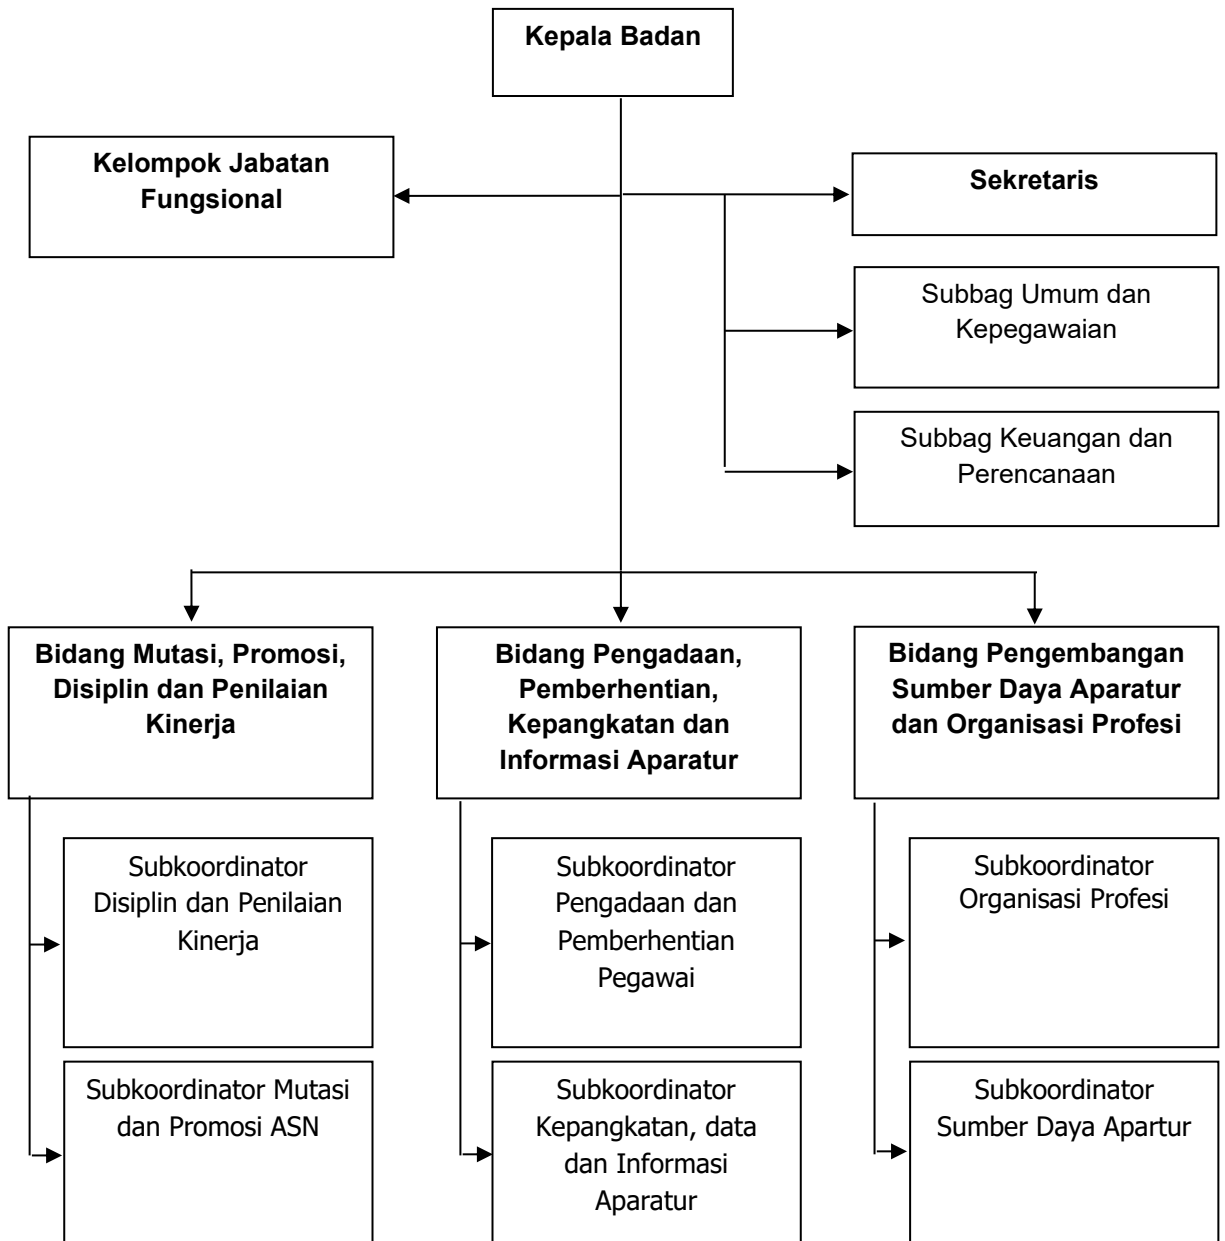 Kepala Badan
Kelompok Jabatan
Fungsional
Sekretaris
Subbag Umum dan
Kepegawaian
Subbag Keuangan dan
Perencanaan
Bidang Mutasi, Promosi,
Disiplin dan Penilaian
Kinerja
Bidang Pengadaan,
Pemberhentian,
Kepangkatan dan
Informasi Aparatur
Bidang Pengembangan
Sumber Daya Aparatur
dan Organisasi Profesi
Subkoordinator
Disiplin dan Penilaian
Kinerja
Subkoordinator
Pengadaan dan
Pemberhentian
Pegawai
Subkoordinator
Organisasi Profesi
Subkoordinator Mutasi
dan Promosi ASN
Subkoordinator
Kepangkatan, data
dan Informasi
Aparatur
Subkoordinator
Sumber Daya Apartur